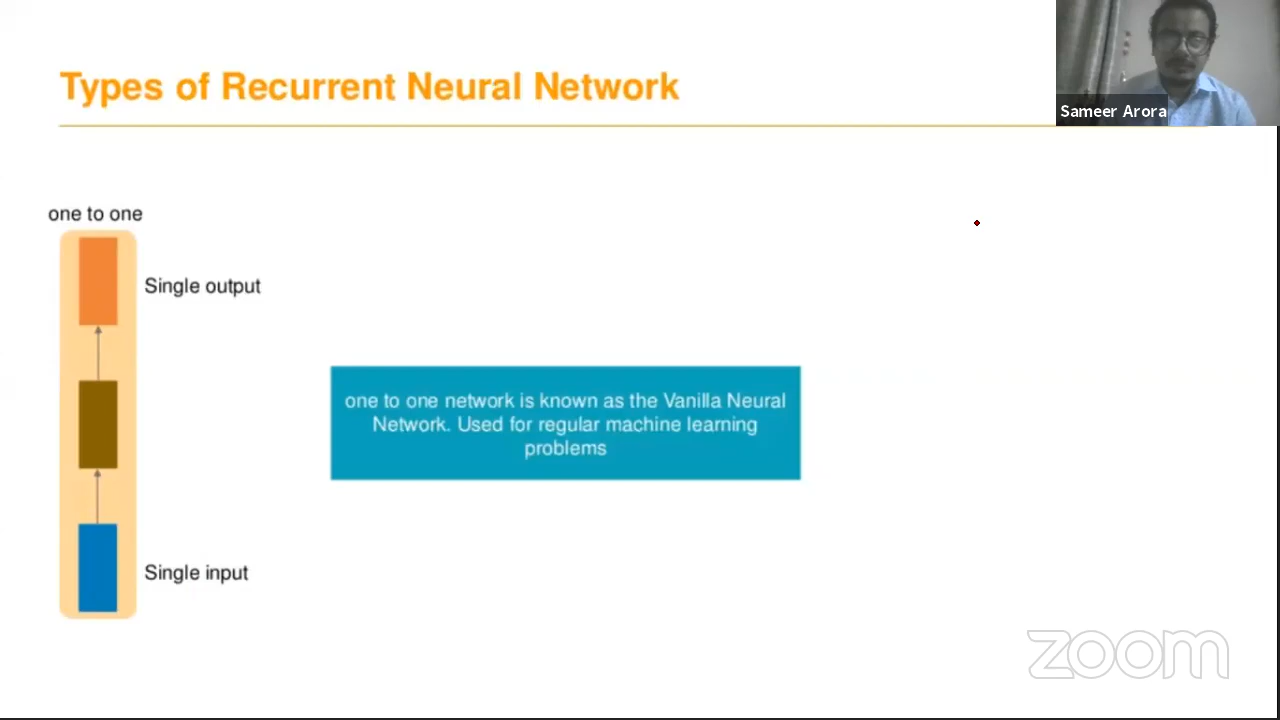 Types of Recurrent Neural Network
Sameer Arora
one to one
Single output
one to one network is known as the Vanilla Neural
Network. Used for regular machine learning
problems
Single input
zoom